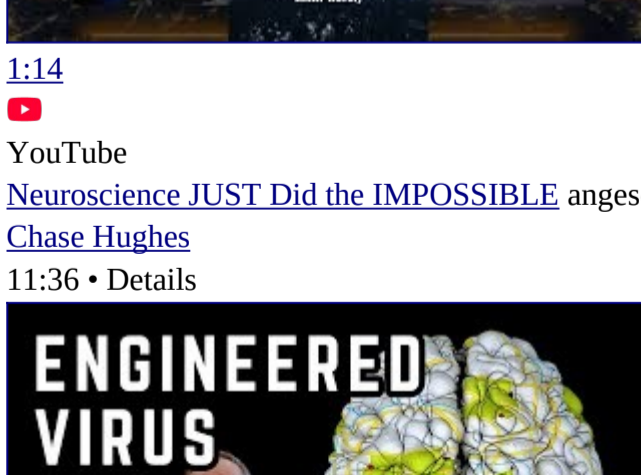 1:14
YouTube
Neuroscience JUST Did the IMPOSSIBLE anges
Chase Hughes
11:36 • Details
ENGINEERED
VIRUS